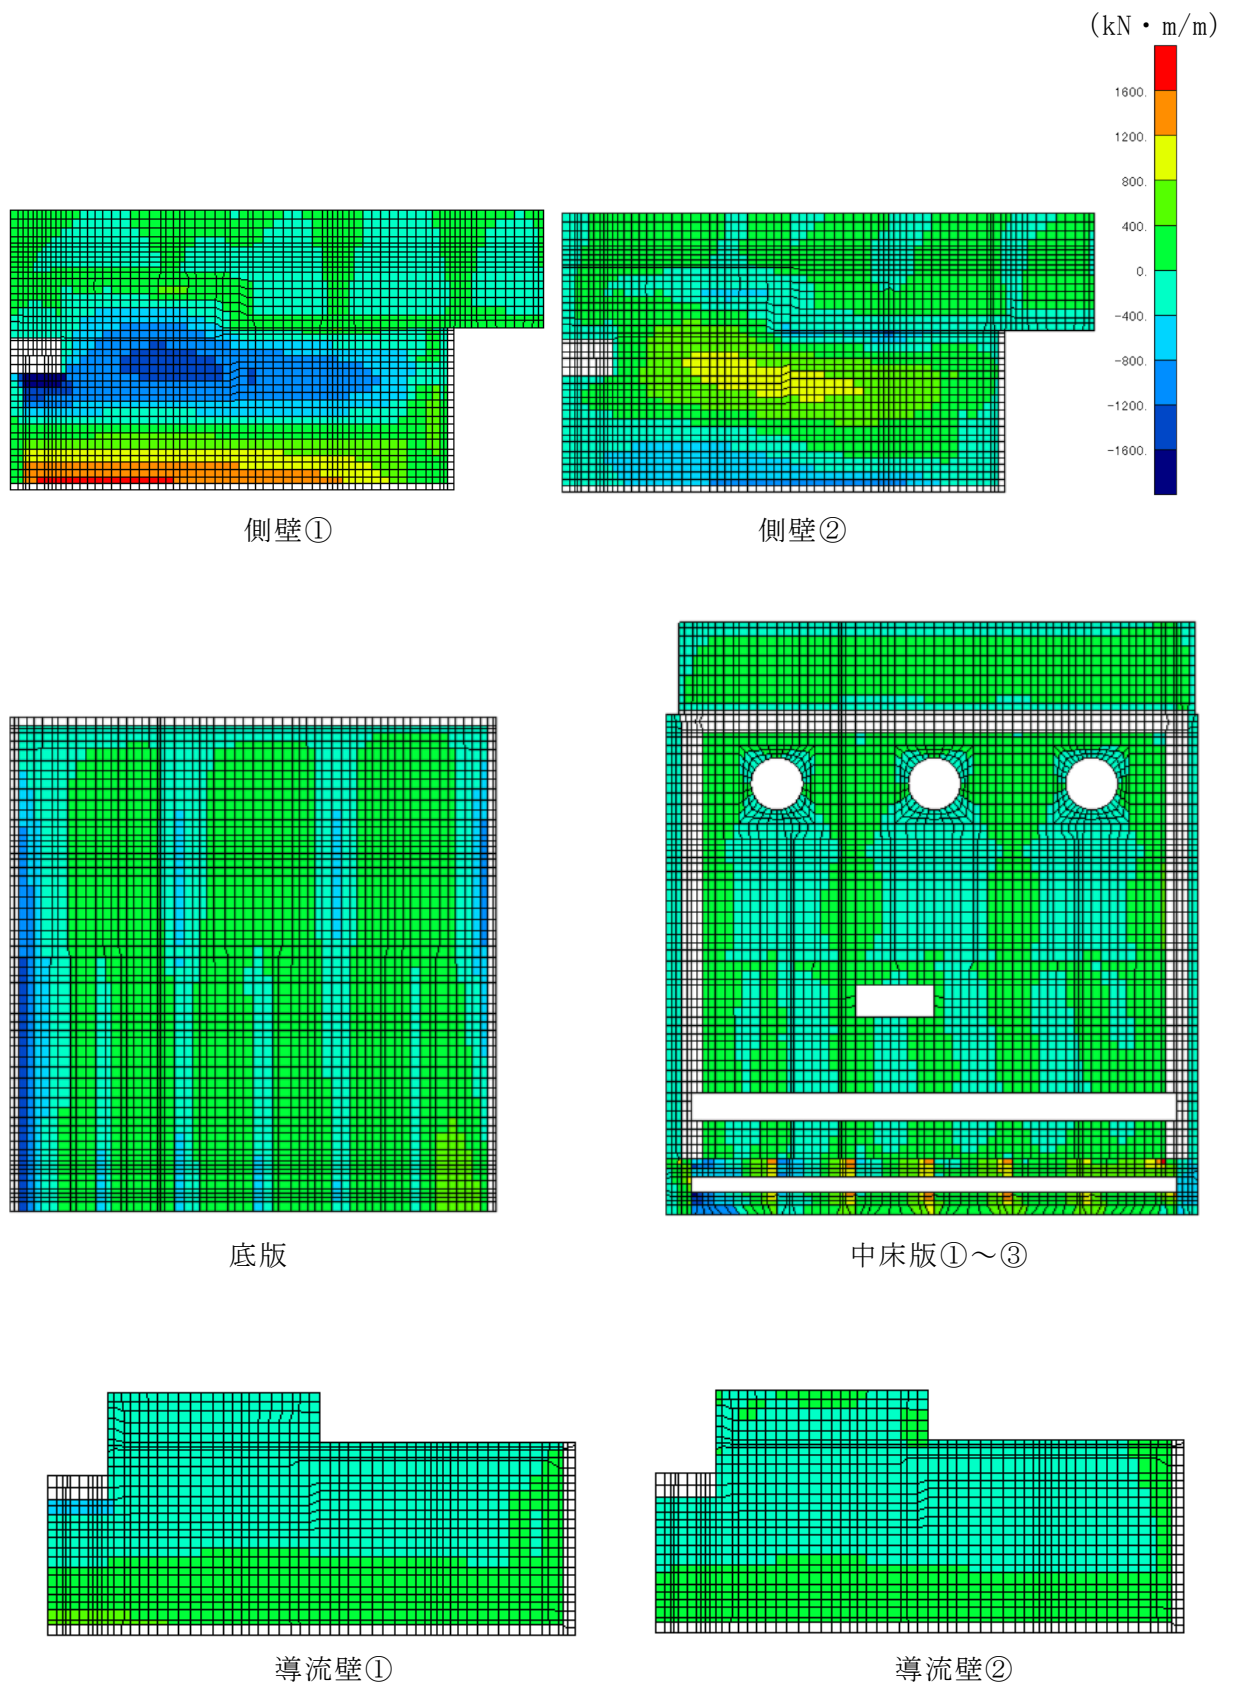 (kN・m/m)
1600.
1200.
800.
400.
0.
-400.
-800.
-1200.
-1600.
側壁①
側壁②
底版
中床版①～③
導流壁①
導流壁②